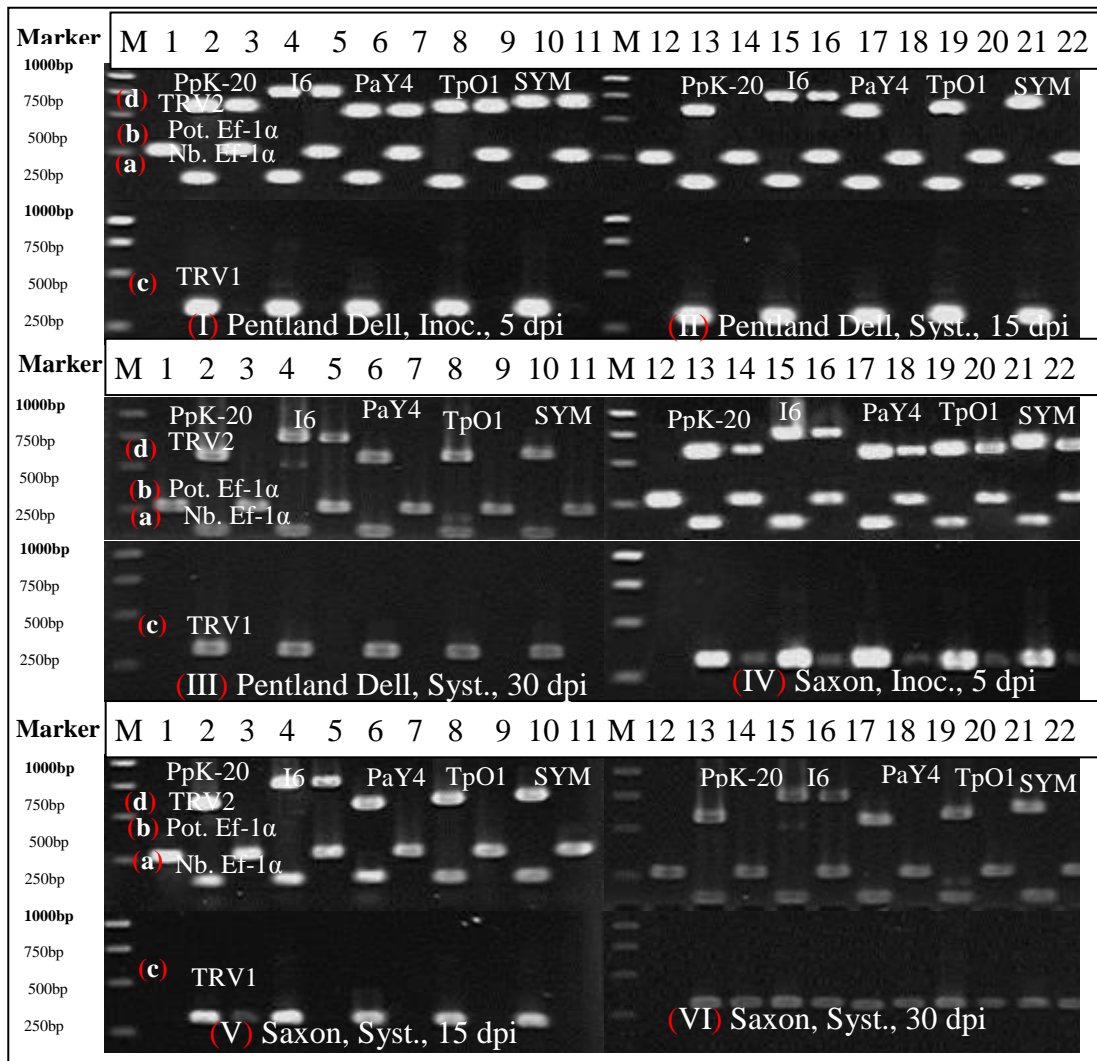 Marker M 1 2 3 4 5 6 7 8 9 10 11 M 12 13 14 15 16 17 18 19 20 21 22
1000bp
PpK-20 I6 PaY4 TpO1 SYM PpK-20 I6 PaY4 TpO1 SYM
750bp (d) TRV2
(b) Pot. Ef-1α
500bp Nb. Ef-1α
(a)
250bp
1000bp
750bp
500bp (c) TRV1
250bp
(I) Pentland Dell, Inoc., 5 dpi (II) Pentland Dell, Syst., 15 dpi
Marker M 1 2 3 4 5 6 7 8 9 10 11 M 12 13 14 15 16 17 18 19 20 21 22
1000bp
PpK-20 I6 PaY4 TpO1 SYM PpK-20 I6 PaY4 TpO1 SYM
750bp (d) TRV2
500bp (b) Pot. Ef-1α
250bp (a) Nb. Ef-1α
1000bp
750bp
500bp (c) TRV1
250bp
(III) Pentland Dell, Syst., 30 dpi (IV) Saxon, Inoc., 5 dpi
Marker M 1 2 3 4 5 6 7 8 9 10 11 M 12 13 14 15 16 17 18 19 20 21 22
1000bp
PpK-20 I6 PaY4 TpO1 SYM PpK-20 I6 PaY4 TpO1 SYM
750bp (d) TRV2
(b) Pot. Ef-1α
500bp
(a) Nb. Ef-1α
250bp
1000bp
750bp (c)
TRV1
500bp
250bp
(V) Saxon, Syst., 15 dpi (VI) Saxon, Syst., 30 dpi